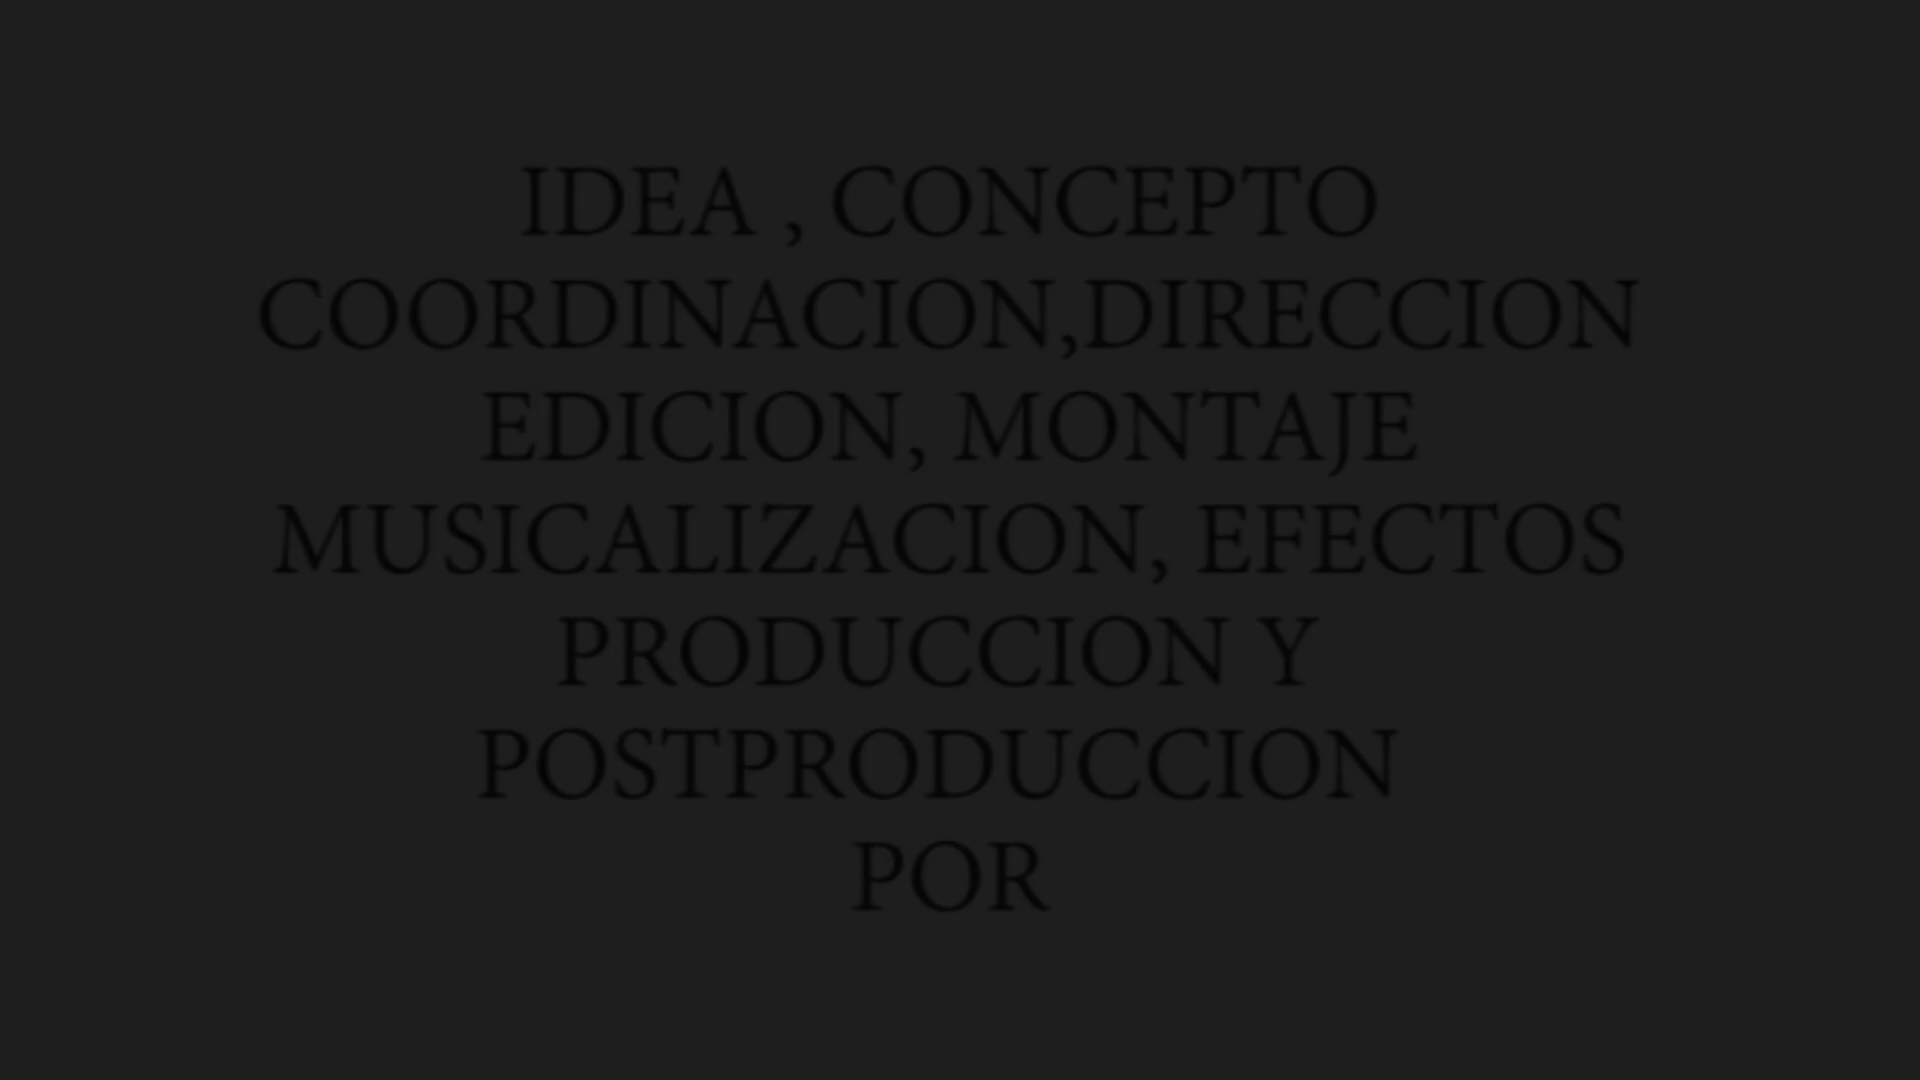 IDEA , CONCEPTO
COORDINACION,DIRECCION
EDICION, MONTAJE
MUSICALIZACION, EFECTOS
PRODUCCION Y
POSTPRODUCCION
POR